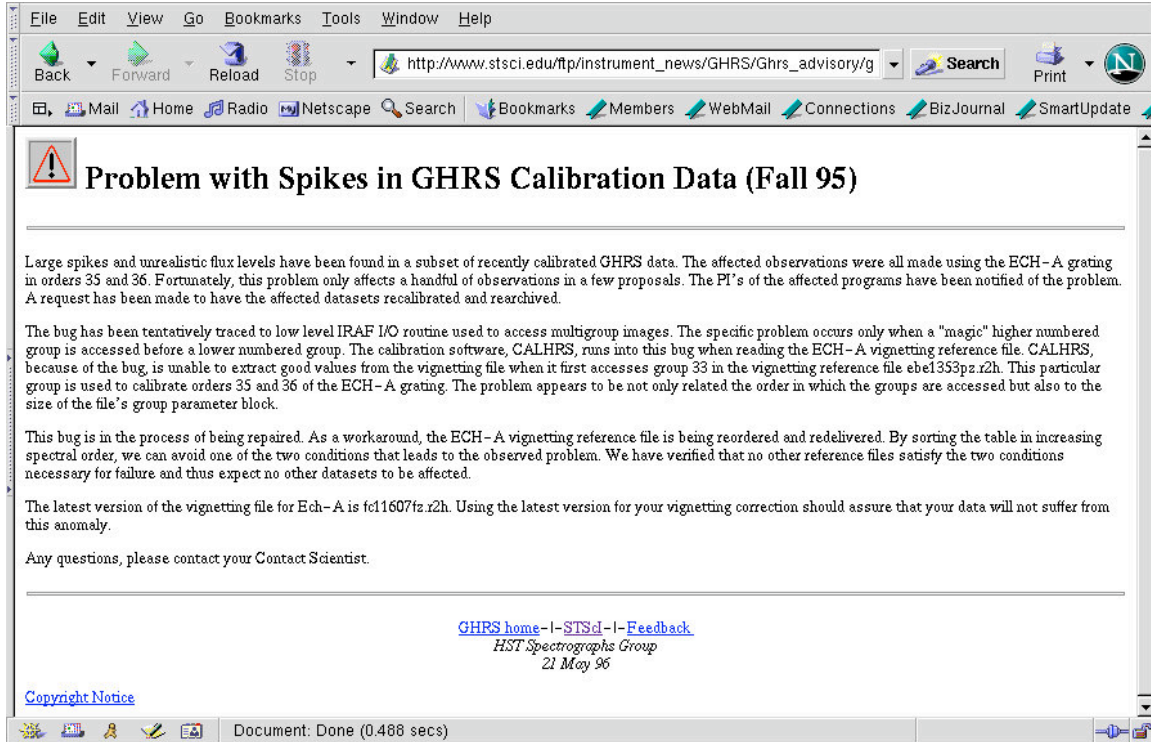 File Edit View Go Bookmarks Tools Window Help
Back Forward Reload Stop http://www.stsci.edu/ftp/instrument_news/GHRS/Ghrs_advisory/g Search Print N
Mail Home Radio My Netscape Search Bookmarks Members WebMail Connections BizJournal SmartUpdate
Problem with Spikes in GHRS Calibration Data (Fall 95)
Large spikes and unrealistic flux levels have been found in a subset of recently calibrated GHRS data. The affected observations were all made using the ECH-A grating
in orders 35 and 36. Fortunately, this problem only affects a handful of observations in a few proposals. The PI's of the affected programs have been notified of the problem.
A request has been made to have the affected datasets recalibrated and rearchived.
The bug has been tentatively traced to low level IRAF I/O routine used to access multigroup images. The specific problem occurs only when a "magic" higher numbered
group is accessed before a lower numbered group. The calibration software, CALHRS, runs into this bug when reading the ECH-A vignetting reference file. CALHRS,
because of the bug, is unable to extract good values from the vignetting file when it first accesses group 33 in the vignetting reference file ebe1353pz.r2h. This particular
group is used to calibrate orders 35 and 36 of the ECH-A grating. The problem appears to be not only related the order in which the groups are accessed but also to the
size of the file's group parameter block.
This bug is in the process of being repaired. As a workaround, the ECH-A vignetting reference file is being reordered and redelivered. By sorting the table in increasing
spectral order, we can avoid one of the two conditions that leads to the observed problem. We have verified that no other reference files satisfy the two conditions
necessary for failure and thus expect no other datasets to be affected.
The latest version of the vignetting file for Ech-A is fc11607fz.r2h. Using the latest version for your vignetting correction should assure that your data will not suffer from
this anomaly.
Any questions, please contact your Contact Scientist.
GHRS home-|-STScI-|-Feedback
HST Spectrographs Group
21 May 96
Copyright Notice
Document: Done (0.488 secs)